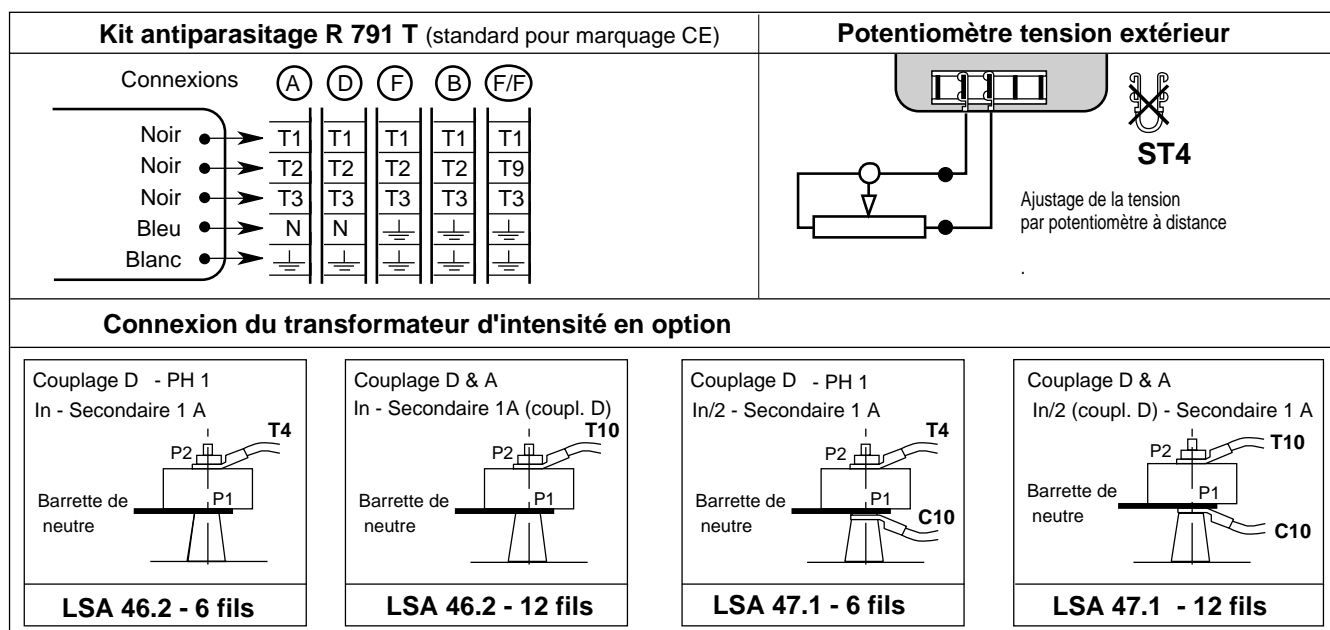 Kit antiparasitage R 791 T (standard pour marquage CE)
Connexions A D F B F/F
Noir T1 T1 T1 T1 T1
Noir T2 T2 T2 T2 T9
Noir T3 T3 T3 T3 T3
Bleu N N
Blanc
Potentiomètre tension extérieur
ST4
Ajustage de la tension
par potentiomètre à distance
.
Connexion du transformateur d'intensité en option
Couplage D - PH 1
In - Secondaire 1 A
T4
P2
P1
Barrette de
neutre
LSA 46.2 - 6 fils
Couplage D & A
In - Secondaire 1A (coupl. D)
T10
P2
P1
Barrette de
neutre
LSA 46.2 - 12 fils
Couplage D - PH 1
In/2 - Secondaire 1 A
T4
P2
P1
Barrette de
neutre
C10
LSA 47.1 - 6 fils
Couplage D & A
In/2 (coupl. D) - Secondaire 1 A
T10
P2
P1
Barrette de
neutre
C10
LSA 47.1 - 12 fils